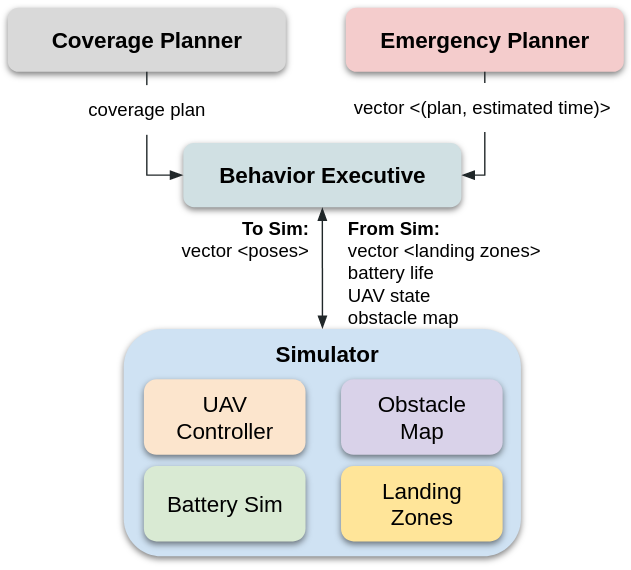 Coverage Planner
Emergency Planner
coverage plan
vector <(plan, estimated time)>
Behavior Executive
To Sim:
vector <poses>
From Sim:
vector <landing zones>
battery life
UAV state
obstacle map
Simulator
UAV
Controller
Obstacle
Map
Battery Sim
Landing
Zones